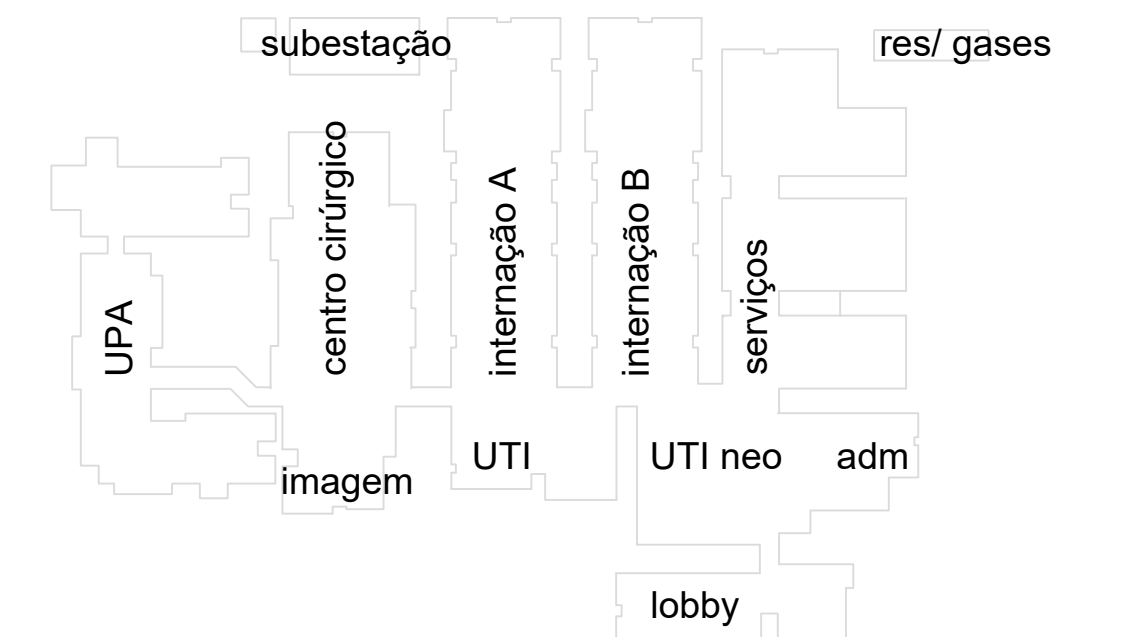 subestação
res/ gases
centro cirúrgico
internação A
internação B
serviços
UPA
UTI
UTI neo
adm
imagem
lobby